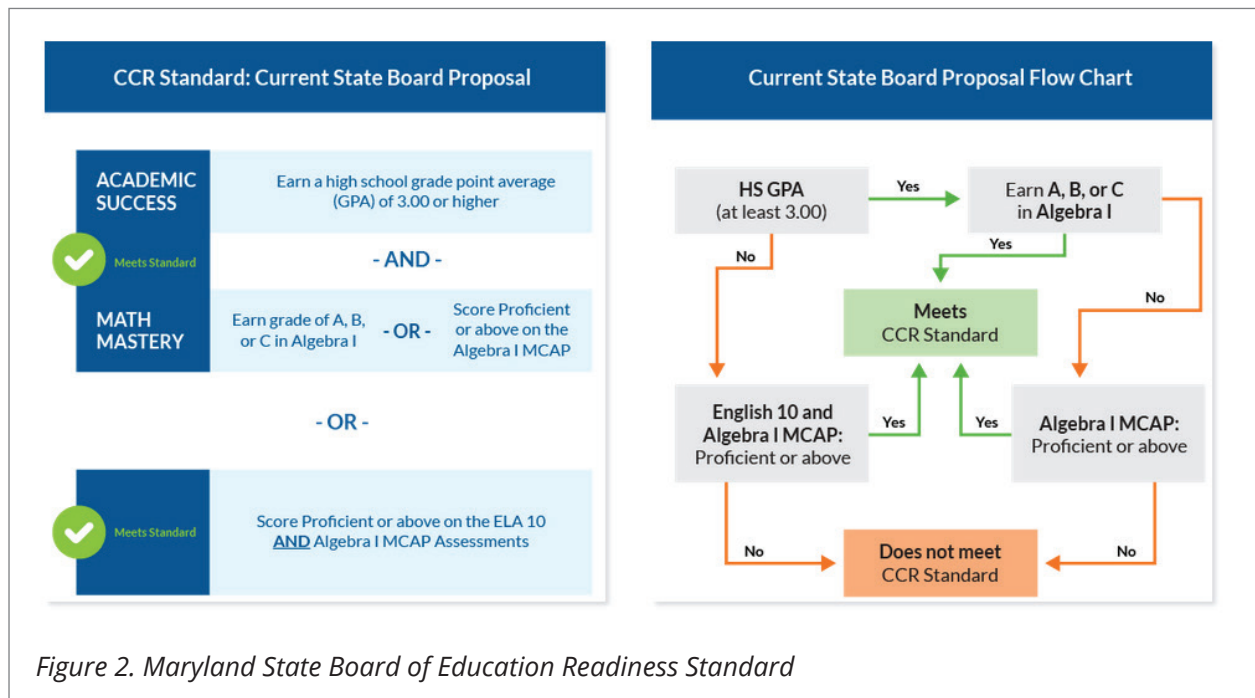 CCR Standard: Current State Board Proposal
ACADEMIC
SUCCESS
Earn a high school grade point average
(GPA) of 3.00 or higher
Meets Standard
- AND -
MATH
MASTERY
Earn grade of A, B,
or C in Algebra I
- OR -
Score Proficient
or above on the
Algebra I MCAP
- OR -
Meets Standard
Score Proficient or above on the ELA 10
AND Algebra I MCAP Assessments
Current State Board Proposal Flow Chart
HS GPA
(at least 3.00)
Yes
Earn A, B, or C
in Algebra I
No
Yes
No
Meets
CCR Standard
English 10 and
Algebra I MCAP:
Proficient or above
Yes
Yes
Algebra I MCAP:
Proficient or above
No
Does not meet
CCR Standard
No
Figure 2. Maryland State Board of Education Readiness Standard